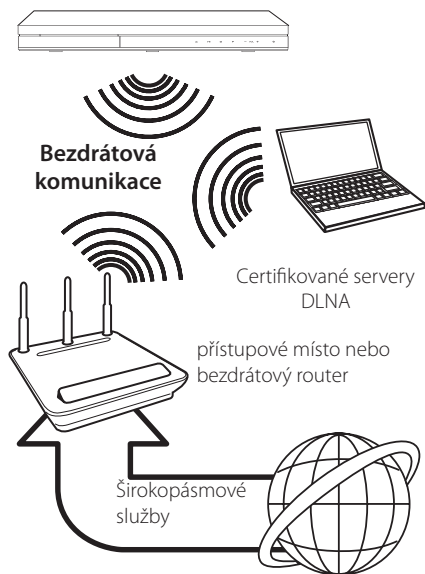 Bezdrátová
komunikace
Certifikované servery
DLNA
přístupové místo nebo
bezdrátový router
Širokopásmové
služby